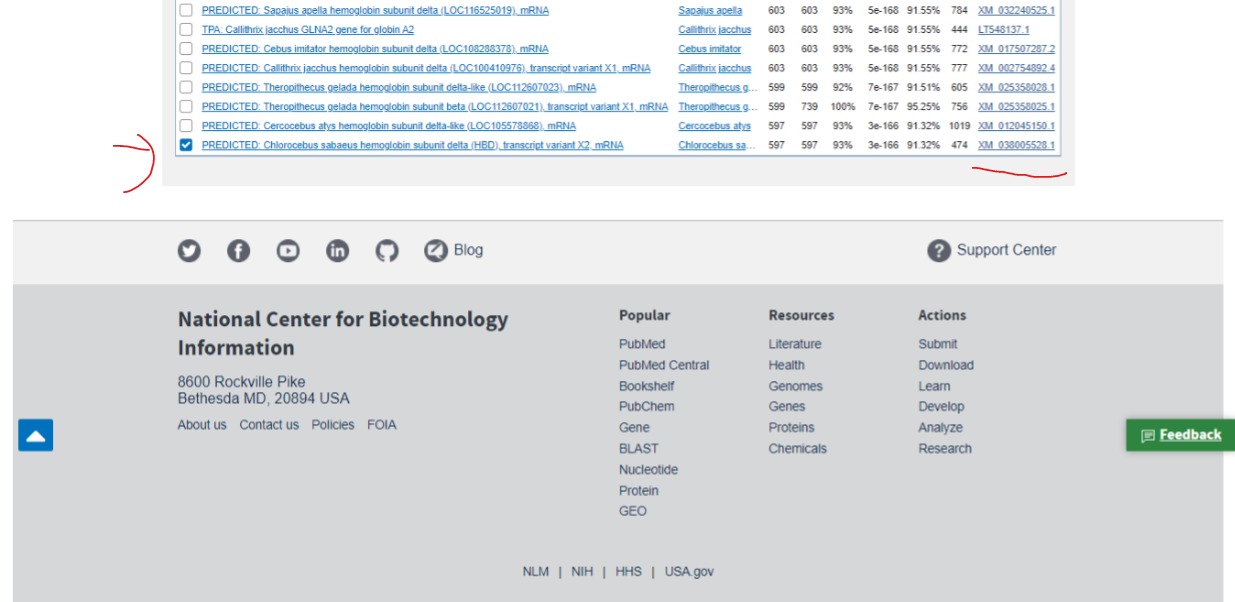 PREDICTED: Sapajus apella hemoglobin subunit delta (LOC116525019), mRNA Sapajus apella 603 603 93% 5e-168 91.55% 784 XM_032240525.1
TPA: Callithrix jacchus GLNA2 gene for globin A2 Callithrix jacchus 603 603 93% 5e-168 91.55% 444 LT548137.1
PREDICTED: Cebus imitator hemoglobin subunit delta (LOC108288378), mRNA Cebus imitator 603 603 93% 5e-168 91.55% 772 XM_017507287.2
PREDICTED: Callithrix jacchus hemoglobin subunit delta (LOC100410976), transcript variant X1, mRNA Callithrix jacchus 603 603 93% 5e-168 91.55% 777 XM_002754892.4
PREDICTED: Theropithecus gelada hemoglobin subunit delta-like (LOC112607023), mRNA Theropithecus g... 599 599 92% 7e-167 91.51% 605 XM_025358028.1
PREDICTED: Theropithecus gelada hemoglobin subunit beta (LOC112607021), transcript variant X1, mRNA Theropithecus g... 599 739 100% 7e-167 95.25% 756 XM_025358025.1
PREDICTED: Cercocebus atys hemoglobin subunit delta-like (LOC105578868), mRNA Cercocebus atys 597 597 93% 3e-166 91.32% 1019 XM_012045150.1
PREDICTED: Chlorocebus sabaeus hemoglobin subunit delta (HBD), transcript variant X2, mRNA Chlorocebus sa... 597 597 93% 3e-166 91.32% 474 XM_038005528.1
Blog
Support Center
National Center for Biotechnology
Information
8600 Rockville Pike
Bethesda MD, 20894 USA
About us Contact us Policies FOIA
Popular
PubMed
PubMed Central
Bookshelf
PubChem
Gene
BLAST
Nucleotide
Protein
GEO
Resources
Literature
Health
Genomes
Genes
Proteins
Chemicals
Actions
Submit
Download
Learn
Develop
Analyze
Research
Feedback
NLM | NIH | HHS | USA.gov